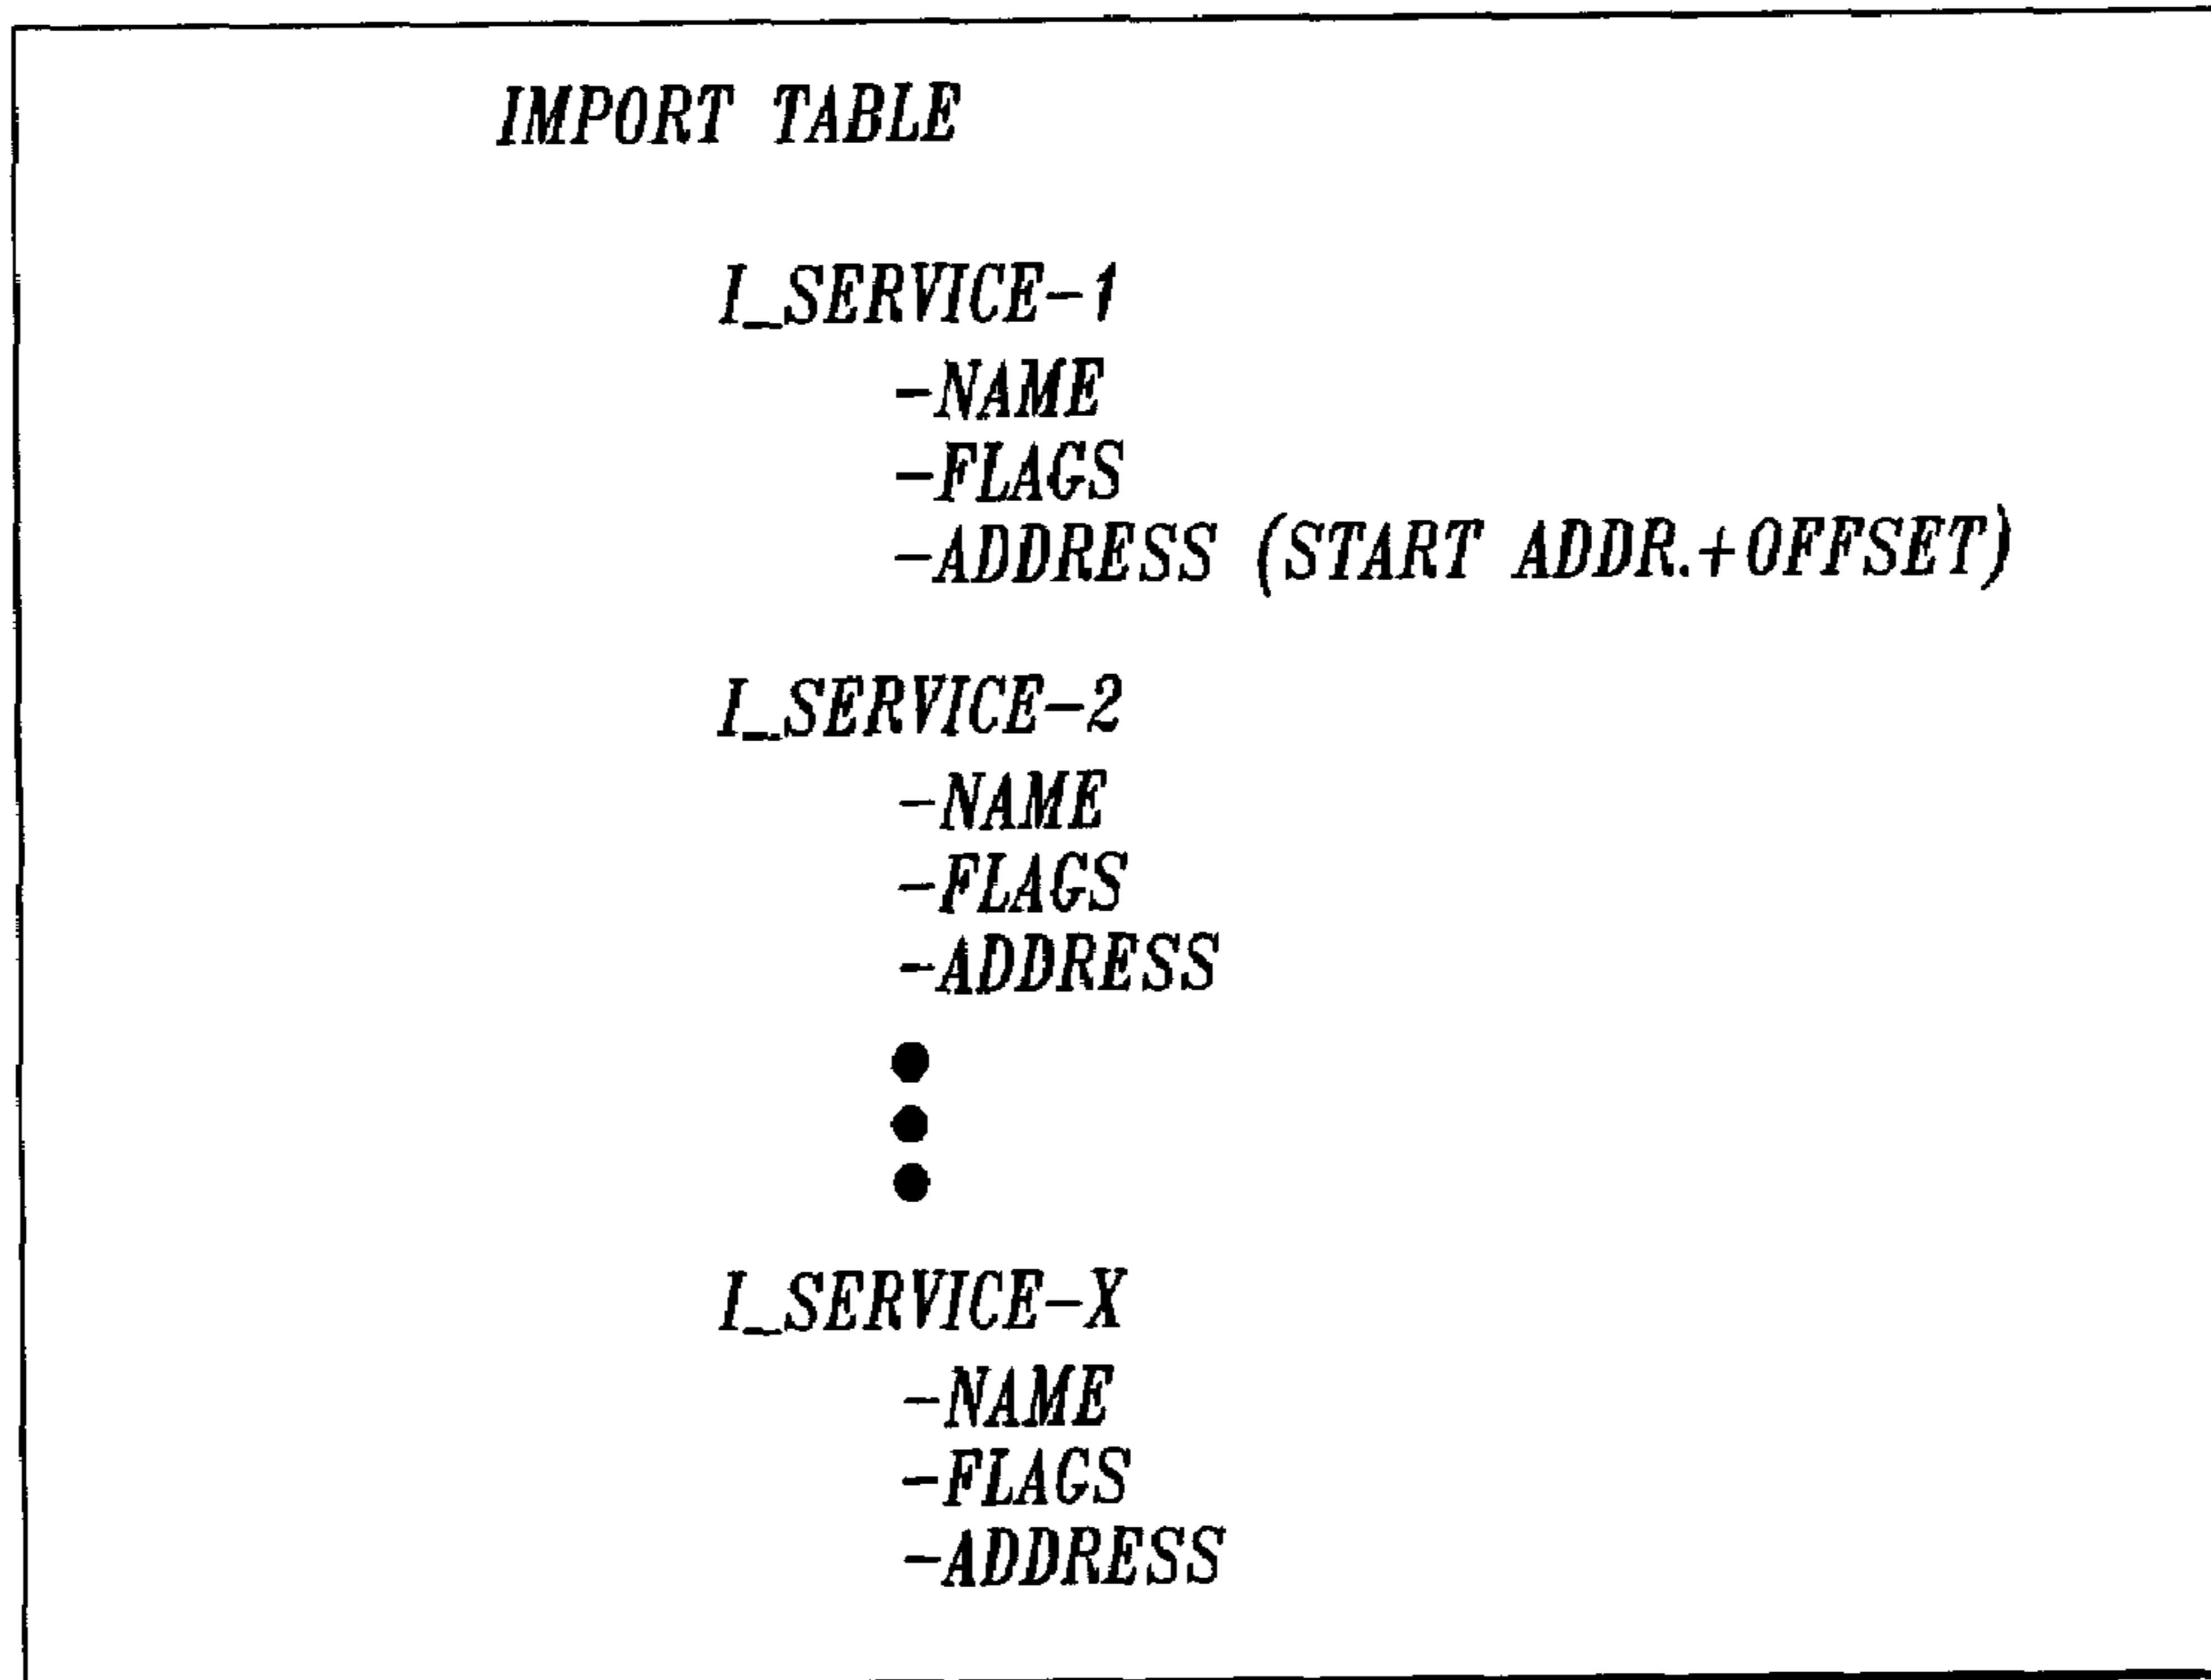 IMPORT TABLE
I_SERVICE-1
-NAME
-FLAGS
-ADDRESS (START ADDR.+OFFSET)
I_SERVICE-2
-NAME
-FLAGS
-ADDRESS
I_SERVICE-X
-NAME
-FLAGS
-ADDRESS